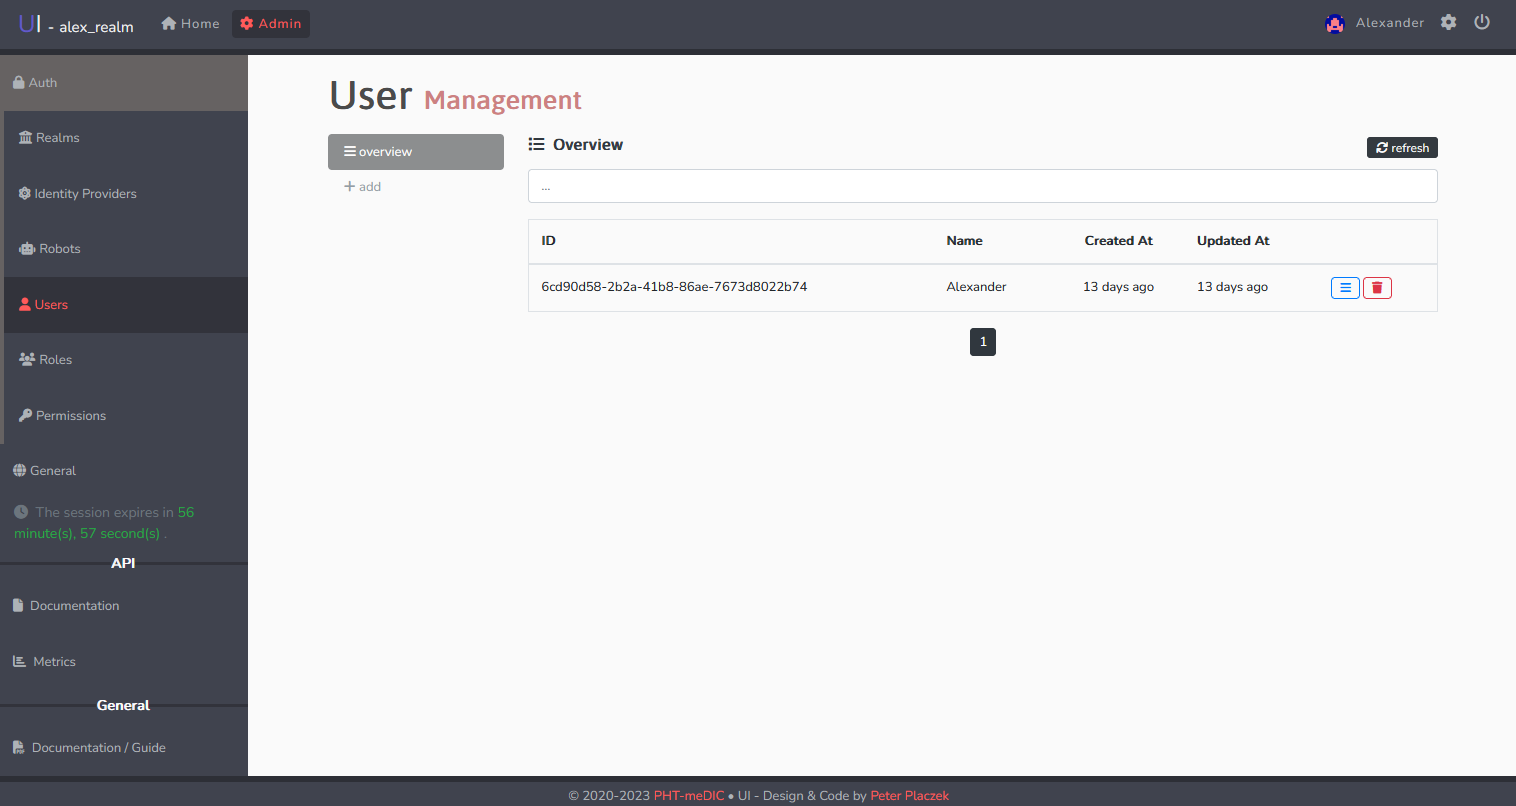 UI - alex_realm
Home
Admin
Alexander
Auth
Realms
Identity Providers
Robots
Users
Roles
Permissions
General
The session expires in 56
minute(s), 57 second(s) .
API
Documentation
Metrics
General
Documentation / Guide
User Management
overview
add
Overview
refresh
...
ID Name Created At Updated At
6cd90d58-2b2a-41b8-86ae-7673d8022b74 Alexander 13 days ago 13 days ago
1
© 2020-2023 PHT-meDIC • UI - Design & Code by Peter Placzek